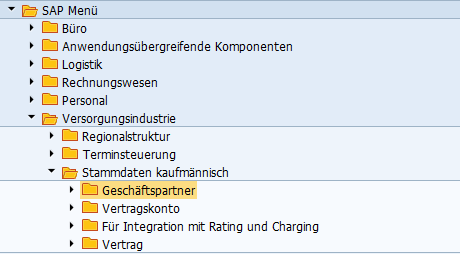 SAP Menü
Büro
Anwendungsübergreifende Komponenten
Logistik
Rechnungswesen
Personal
Versorgungsindustrie
Regionalstruktur
Terminsteuerung
Stammdaten kaufmännisch
Geschäftspartner
Vertragskonto
Für Integration mit Rating und Charging
Vertrag